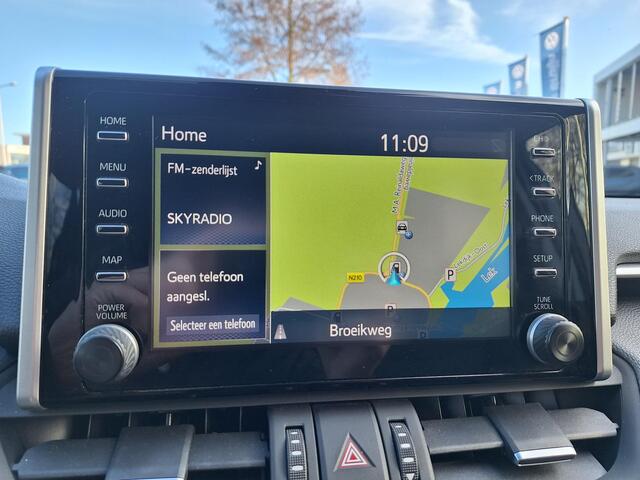 HOME
MENU
AUDIO
MAP
POWER
VOLUME
Home
11:09
FM-zenderlijst
SKYRADIO
Geen telefoon
aangesl.
Selecteer een telefoon
N210
P
P
Lek
Broeikweg
<TRACK
PHONE
SETUP
TUNE
SCROLL